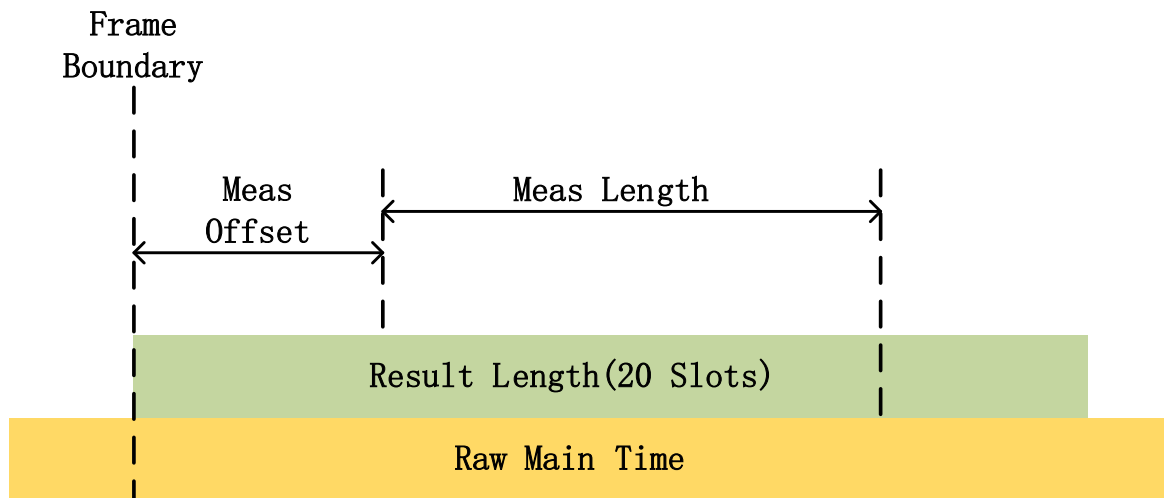 Frame
Boundary
Meas
Offset
Meas Length
Result Length(20 Slots)
Raw Main Time